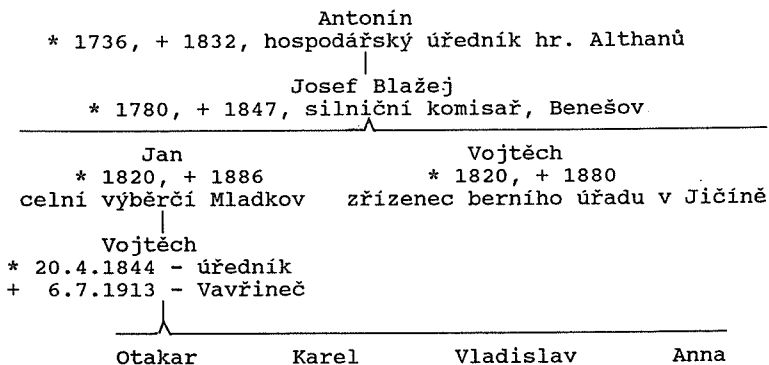 Antonín
* 1736, + 1832, hospodářský úředník hr. Althanů
Josef Blažej
* 1780, + 1847, silniční komisař, Benešov
Jan Vojtěch
* 1820, + 1886 * 1820, + 1880
celní výběrčí Mladkov zřízenec berního úřadu v Jičíně
Vojtěch
* 20.4.1844 - úředník
+ 6.7.1913 - Vavřineč
Otakar Karel Vladislav Anna